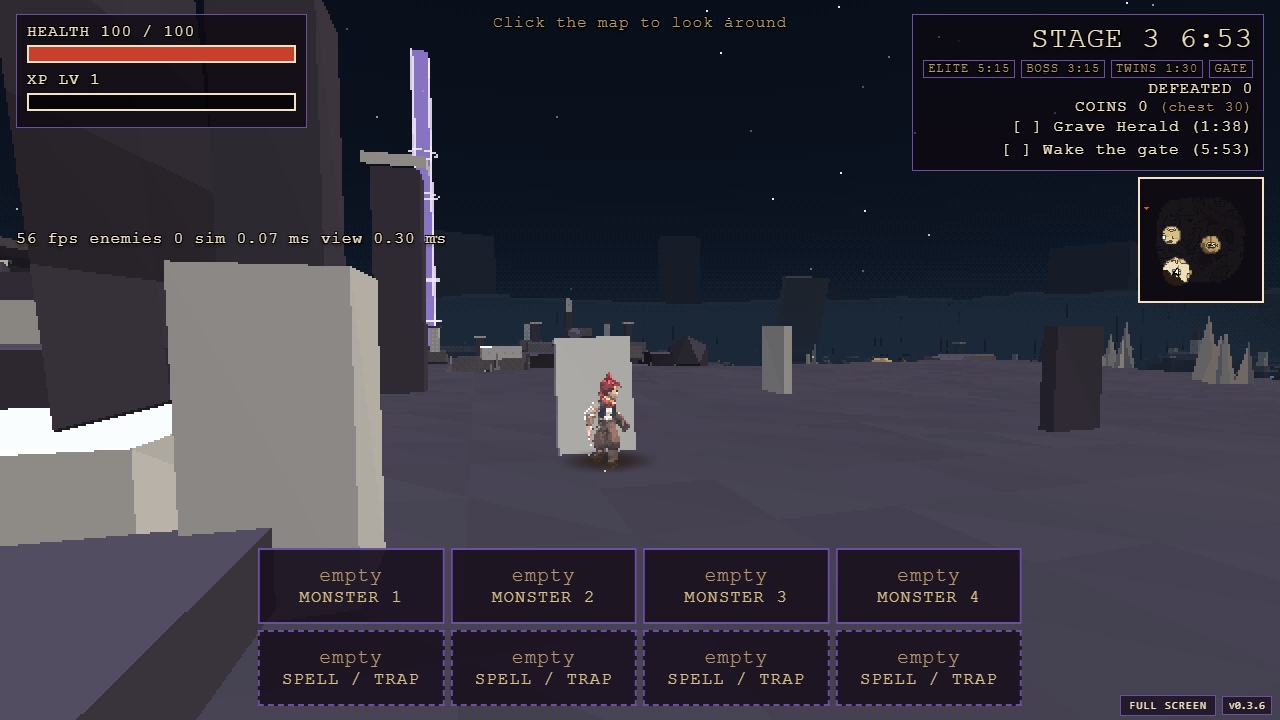 HEALTH 100 / 100
XP LV 1
Click the map to look around
STAGE 3 6:53
ELITE 5:15 BOSS 3:15 TWINS 1:30 GATE
DEFEATED 0
COINS 0 (chest 30)
[ ] Grave Herald (1:38)
[ ] Wake the gate (5:53)
56 fps enemies 0 sim 0.07 ms view 0.30 ms
empty empty empty empty
MONSTER 1 MONSTER 2 MONSTER 3 MONSTER 4
empty empty empty empty
SPELL / TRAP SPELL / TRAP SPELL / TRAP SPELL / TRAP
FULL SCREEN v0.3.6